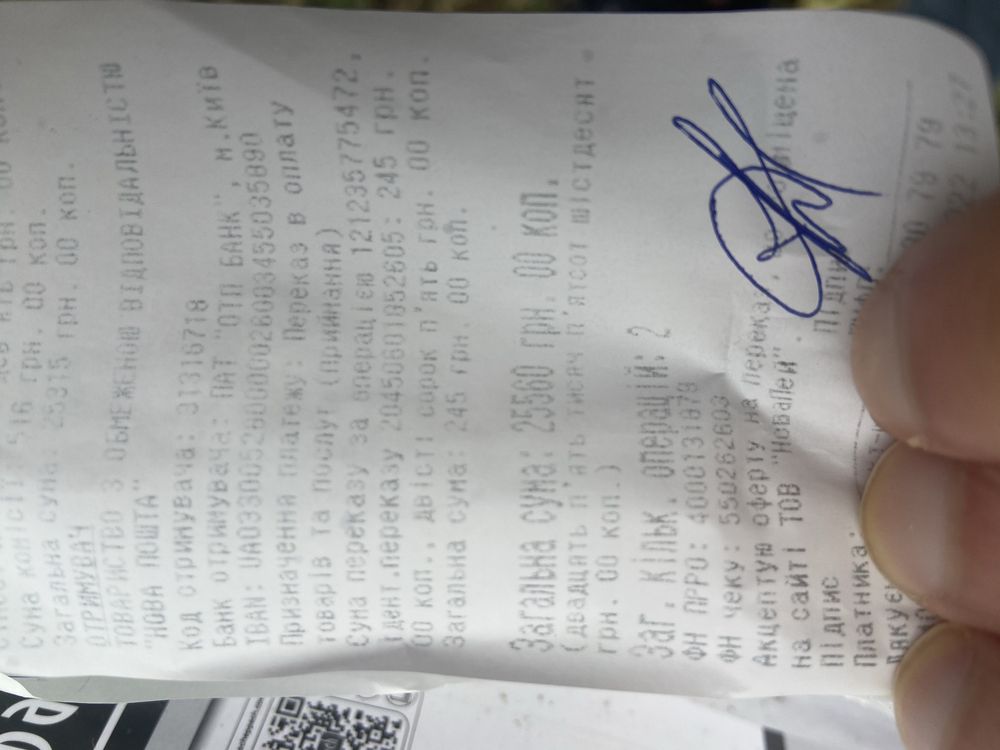 Сума комісії: 516 грн. 00 коп.
Загальна сума: 25315 грн. 00 коп.
ОТРИМУВАЧ
ТОВАРИСТВО З ОБМЕЖЕНОЮ ВІДПОВІДАЛЬНІСТЮ
"НОВА ПОШТА"
Код отримувача: 31316718
Банк отримувача: ПАТ "ОТП БАНК", м.Київ
IBAN: UA033005280000026003455035890
Призначення платежу: Переказ в оплату
товарів та послуг (приймання)
Сума переказу за операцією 121235775472,
ідент.переказу 20450601952605: 245 грн.
00 коп., двісті сорок п'ять грн. 00 коп.
Загальна сума: 245 грн. 00 коп.
Загальна сума: 25560 грн. 00 коп.
(двадцять п'ять тисяч п'ятсот шістдесят
грн. 00 коп.)
Заг. кільк. операцій: 2
ФН ПРРО: 4000131873
ФН чеку: 550262603
Акцептую оферту на переказ,
на сайті ТОВ "НоваПей".
Підпис
Платника: